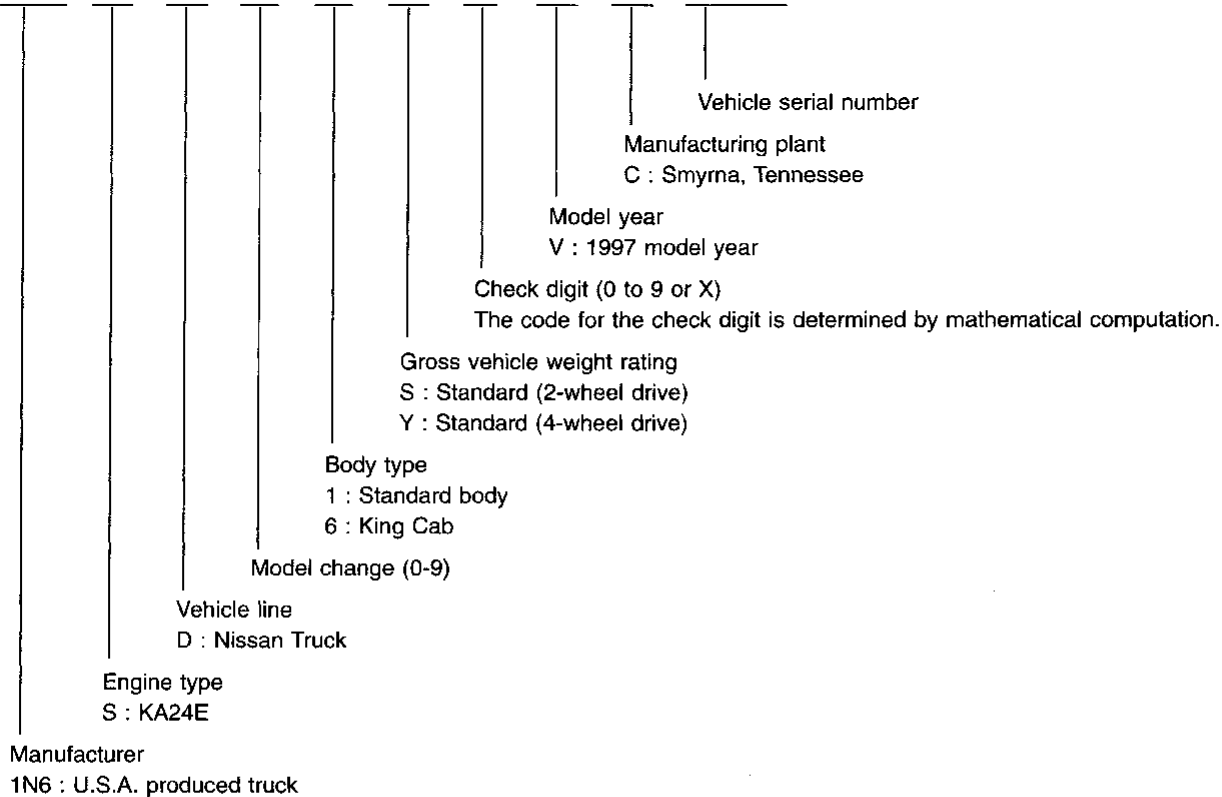 Vehicle serial number
Manufacturing plant
C : Smyrna, Tennessee
Model year
V : 1997 model year
Check digit (0 to 9 or X)
The code for the check digit is determined by mathematical computation.
Gross vehicle weight rating
S : Standard (2-wheel drive)
Y : Standard (4-wheel drive)
Body type
1 : Standard body
6 : King Cab
Model change (0-9)
Vehicle line
D : Nissan Truck
Engine type
S : KA24E
Manufacturer
1N6 : U.S.A. produced truck